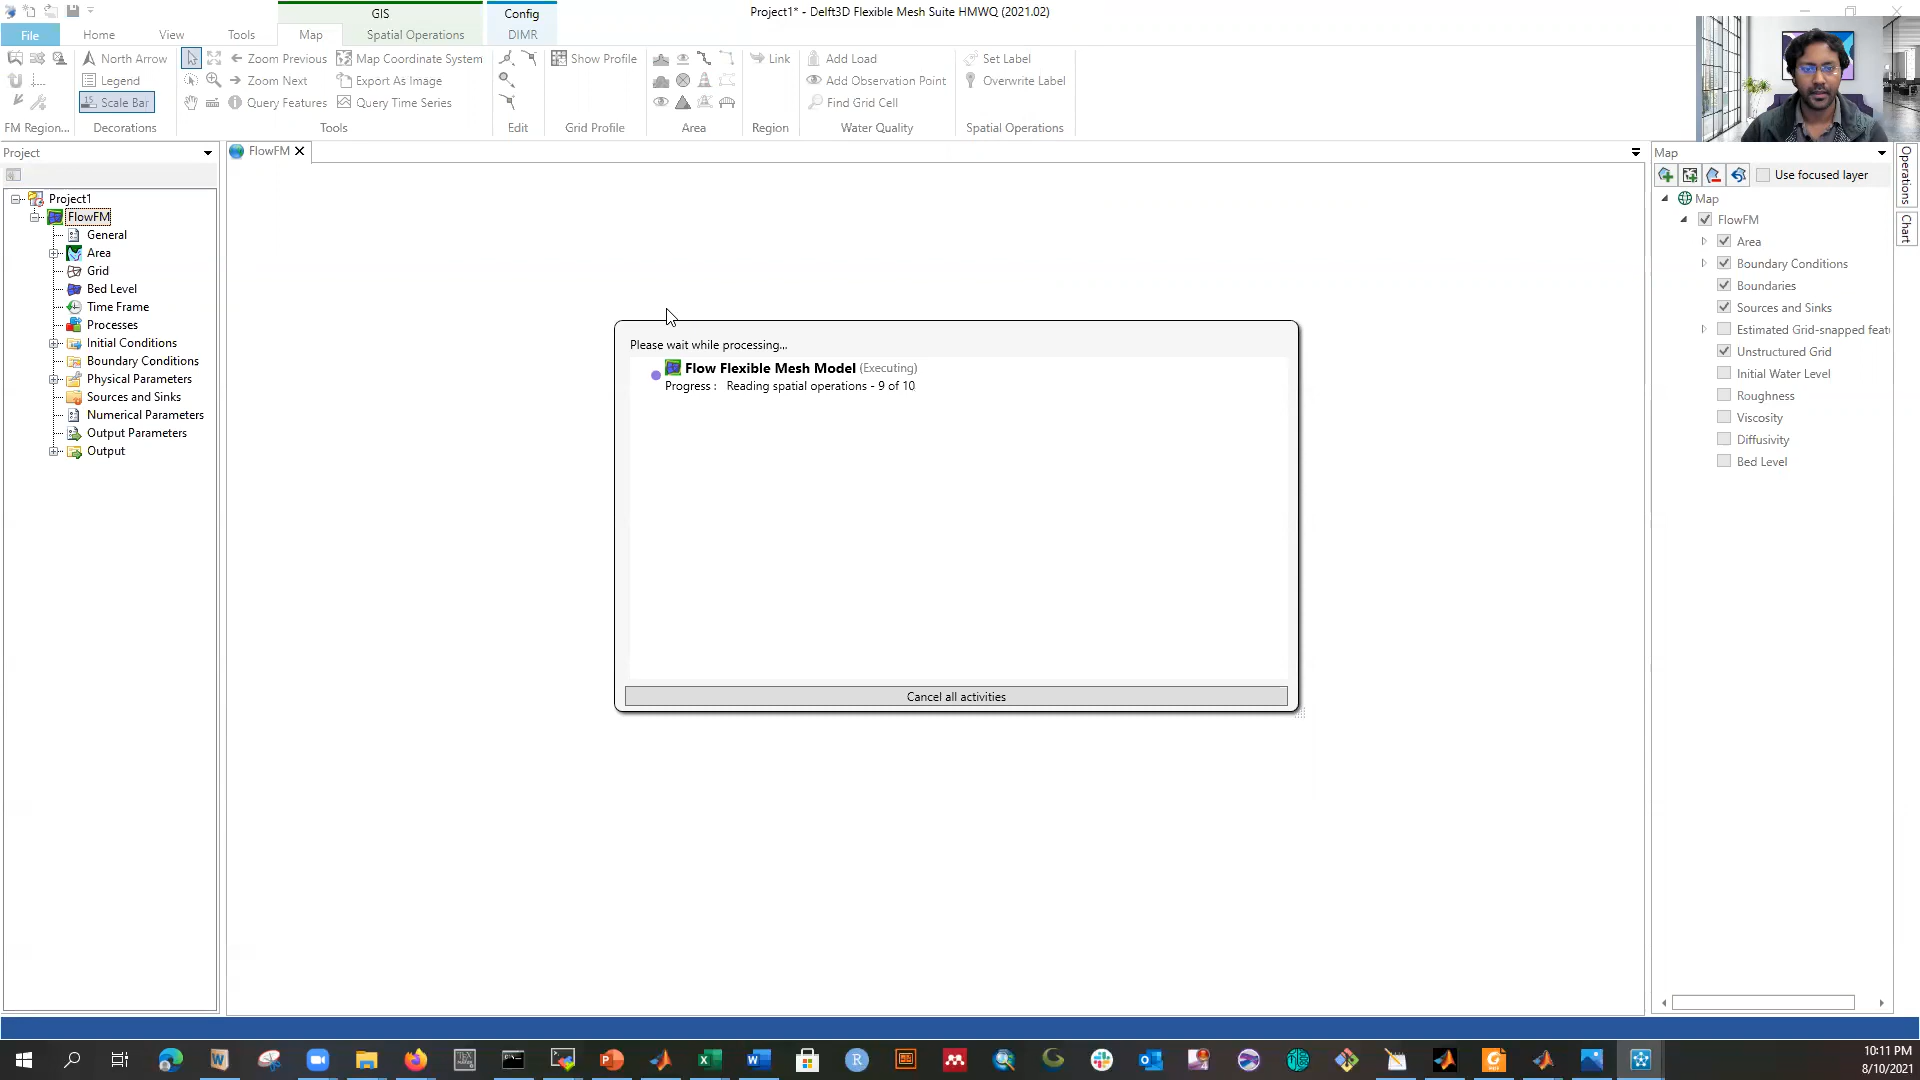 GIS
Config
Project1* - Delft3D Flexible Mesh Suite HMWQ (2021.02)
File
Home
View
Tools
Map
Spatial Operations
DIMR
North Arrow
Zoom Previous
Map Coordinate System
Show Profile
Link
Add Load
Set Label
Legend
Zoom Next
Export As Image
Add Observation Point
Overwrite Label
Scale Bar
Query Features
Query Time Series
Find Grid Cell
FM Region...
Decorations
Tools
Edit
Grid Profile
Area
Region
Water Quality
Spatial Operations
Project
FlowFM
Project1
FlowFM
General
Area
Grid
Bed Level
Time Frame
Processes
Initial Conditions
Boundary Conditions
Physical Parameters
Sources and Sinks
Numerical Parameters
Output Parameters
Output
Please wait while processing...
Flow Flexible Mesh Model (Executing)
Progress : Reading spatial operations - 9 of 10
Cancel all activities
Map
Use focused layer
Map
FlowFM
Area
Boundary Conditions
Boundaries
Sources and Sinks
Estimated Grid-snapped feat
Unstructured Grid
Initial Water Level
Roughness
Viscosity
Diffusivity
Bed Level
Operations
Chart
10:11 PM
8/10/2021